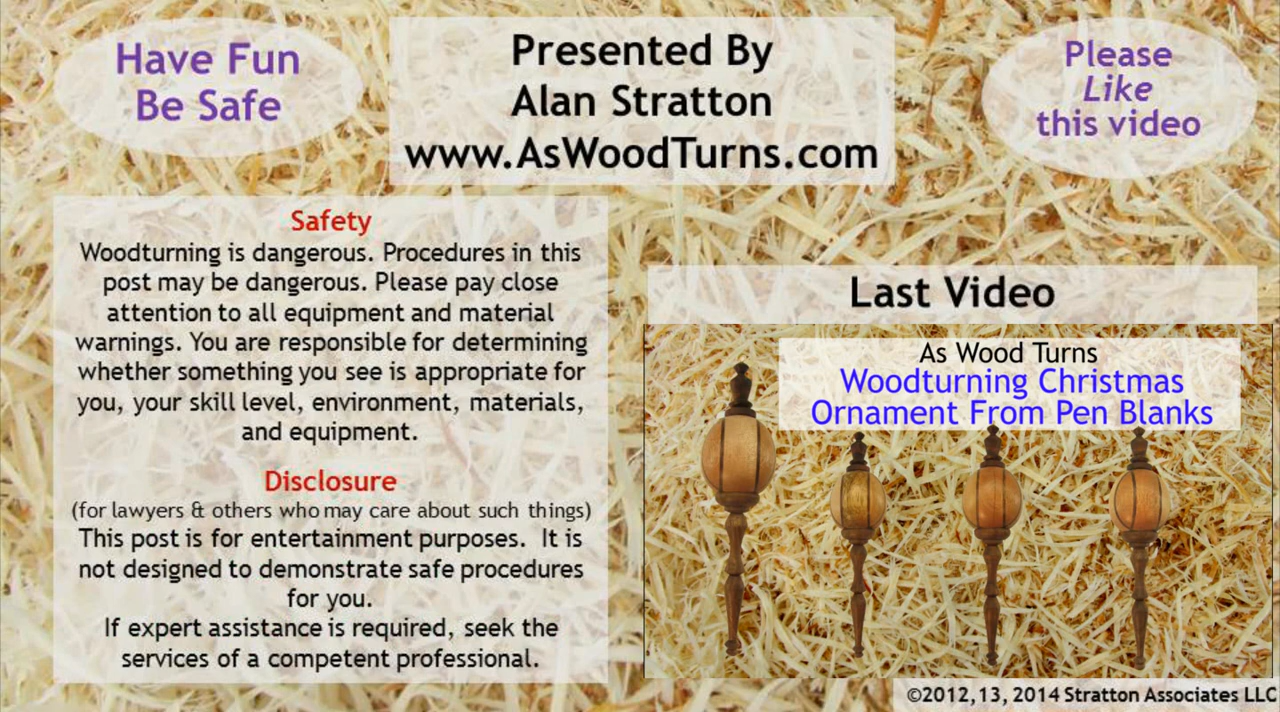 Have Fun
Be Safe
Presented By
Alan Stratton
www.AsWoodTurns.com
Please
Like
this video
Safety
Woodturning is dangerous. Procedures in this
post may be dangerous. Please pay close
attention to all equipment and material
warnings. You are responsible for determining
whether something you see is appropriate for
you, your skill level, environment, materials,
and equipment.
Disclosure
(for lawyers & others who may care about such things)
This post is for entertainment purposes. It is
not designed to demonstrate safe procedures
for you.
If expert assistance is required, seek the
services of a competent professional.
Last Video
As Wood Turns
Woodturning Christmas
Ornament From Pen Blanks
©2012,13, 2014 Stratton Associates LLC